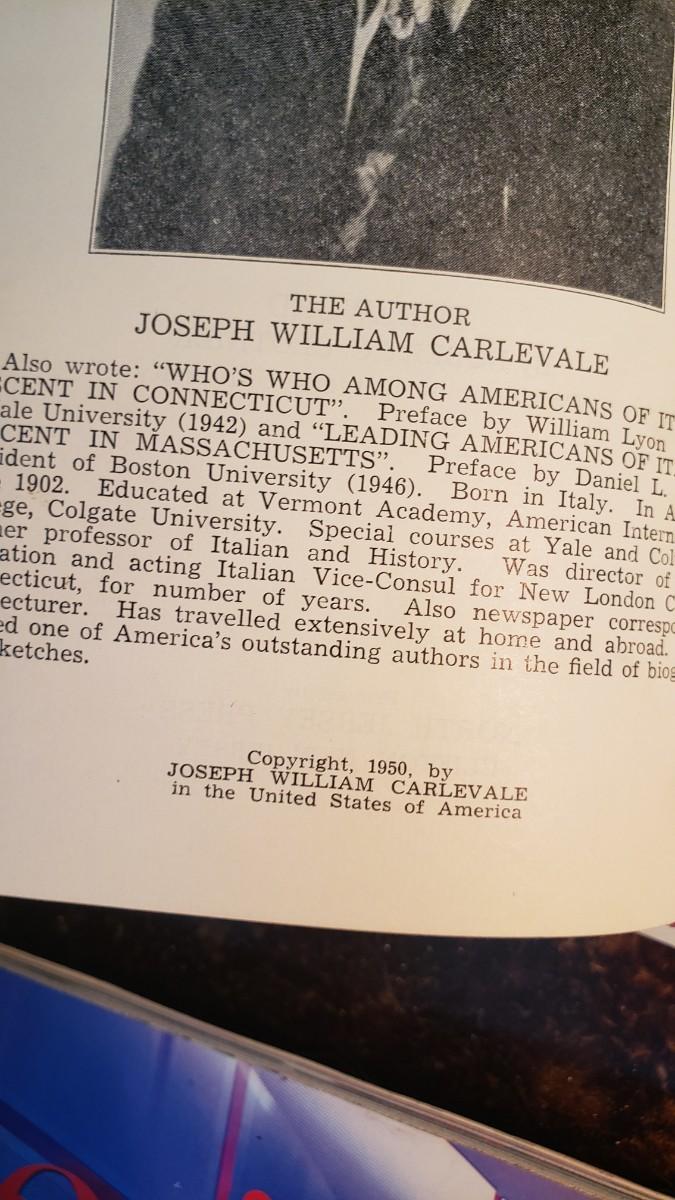 THE AUTHOR
JOSEPH WILLIAM CARLEVALE
Also wrote: “WHO’S WHO AMONG AMERICANS OF IT
SCENT IN CONNECTICUT”. Preface by William Lyon
ale University (1942) and “LEADING AMERICANS OF IT
CENT IN MASSACHUSETTS”. Preface by Daniel L.
ident of Boston University (1946). Born in Italy. In A
1902. Educated at Vermont Academy, American Intern
ge, Colgate University. Special courses at Yale and Col
er professor of Italian and History. Was director of
ation and acting Italian Vice-Consul for New London C
ecticut, for number of years. Also newspaper correspo
ecturer. Has travelled extensively at home and abroad.
ed one of America’s outstanding authors in the field of biog
ketches.
Copyright, 1950, by
JOSEPH WILLIAM CARLEVALE
in the United States of America